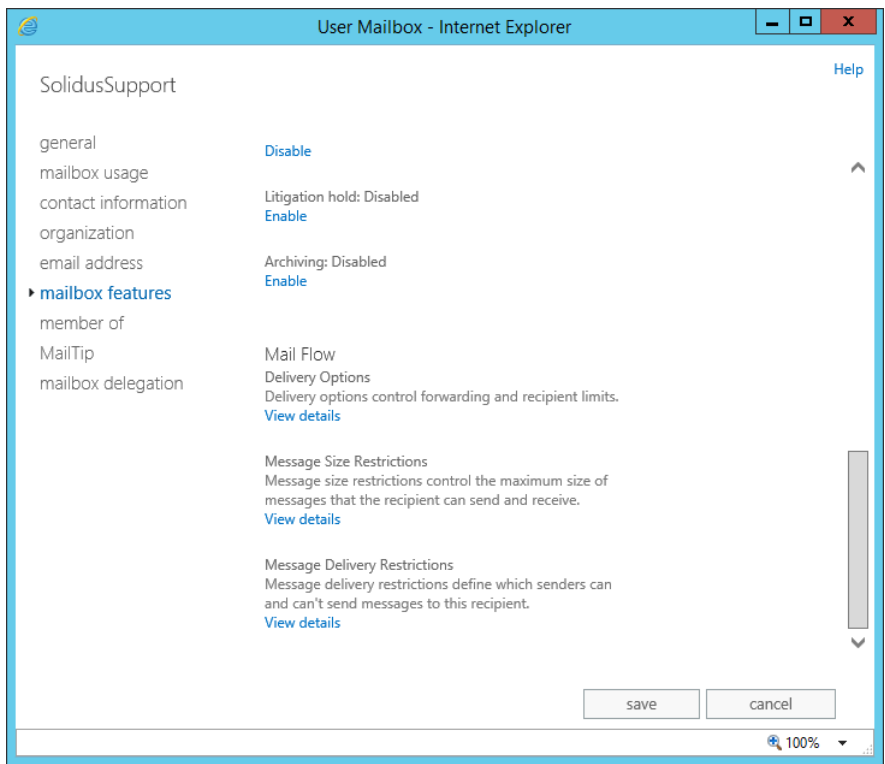 User Mailbox - Internet Explorer
Help
SolidusSupport
general
mailbox usage
contact information
organization
email address
mailbox features
member of
MailTip
mailbox delegation
Disable
Litigation hold: Disabled
Enable
Archiving: Disabled
Enable
Mail Flow
Delivery Options
Delivery options control forwarding and recipient limits.
View details
Message Size Restrictions
Message size restrictions control the maximum size of
messages that the recipient can send and receive.
View details
Message Delivery Restrictions
Message delivery restrictions define which senders can
and can't send messages to this recipient.
View details
save
cancel
100%